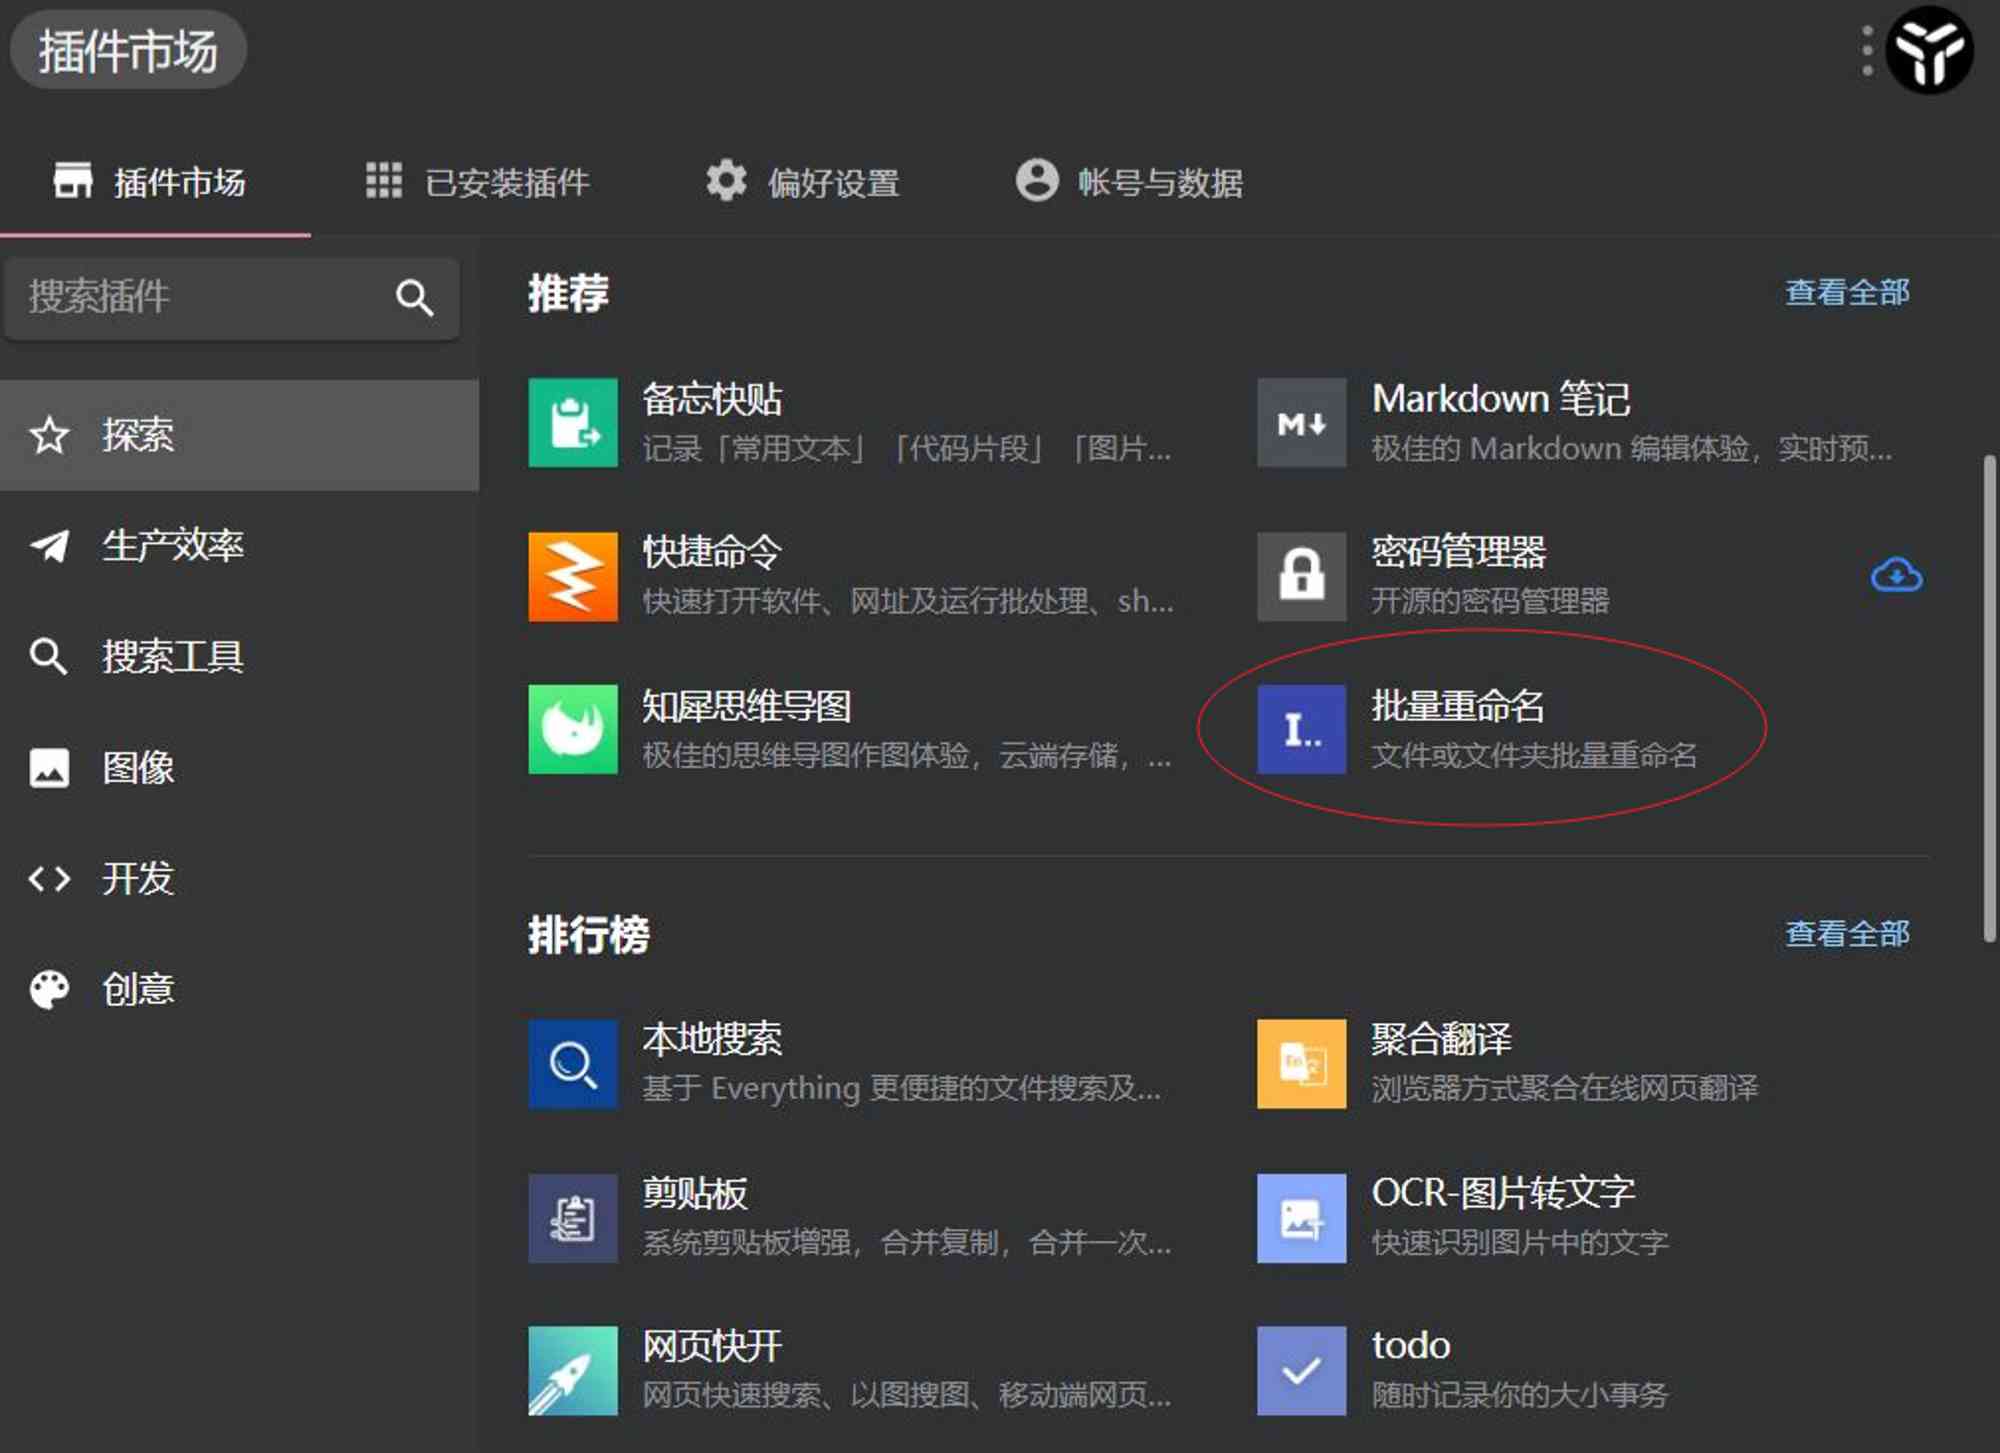 插件市场
插件市场
已安装插件
偏好设置
帐号与数据
搜索插件
探索
生产效率
搜索工具
图像
开发
创意
推荐
查看全部
备忘快贴
记录「常用文本」「代码片段」「图片...
Markdown 笔记
极佳的 Markdown 编辑体验，实时预...
快捷命令
快速打开软件、网址及运行批处理、sh...
密码管理器
开源的密码管理器
知犀思维导图
极佳的思维导图作图体验，云端存储，...
I..
批量重命名
文件或文件夹批量重命名
排行榜
查看全部
本地搜索
基于 Everything 更便捷的文件搜索及...
聚合翻译
浏览器方式聚合在线网页翻译
剪贴板
系统剪贴板增强，合并复制，合并一次...
OCR-图片转文字
快速识别图片中的文字
网页快开
网页快速搜索、以图搜图、移动端网页...
todo
随时记录你的大小事务